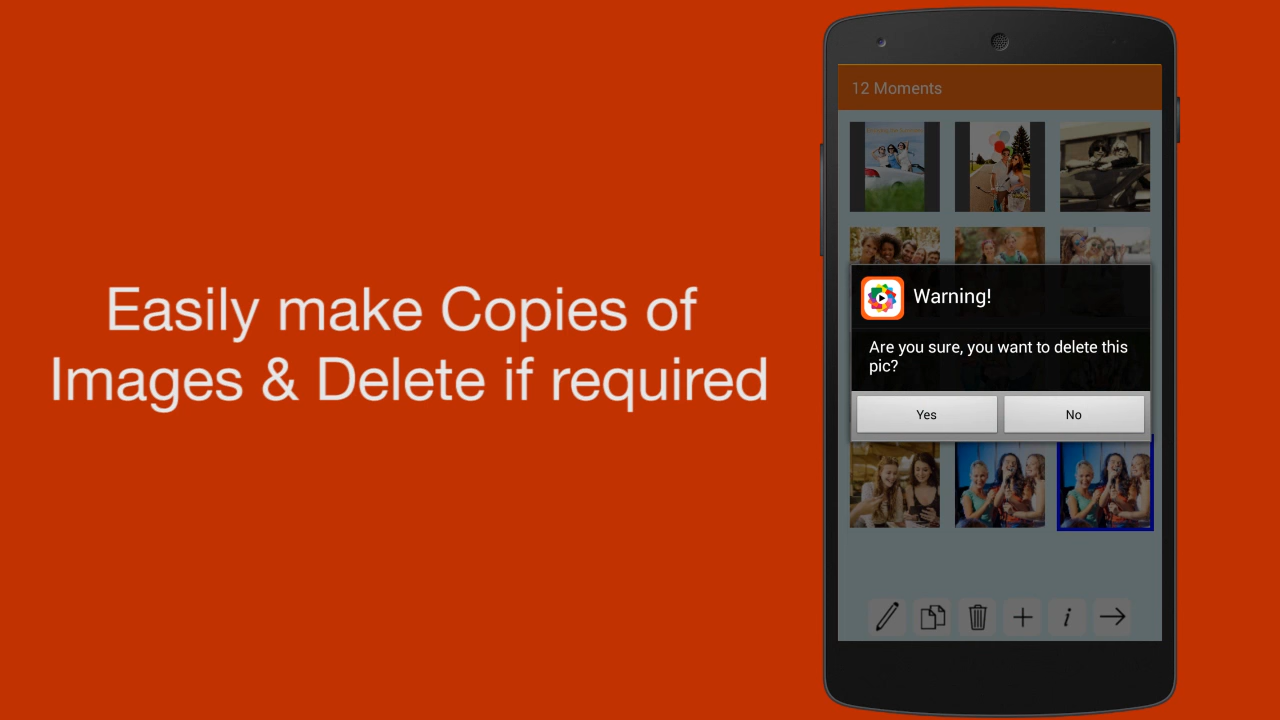 Easily make Copies of
Images & Delete if required
12 Moments
Warning!
Are you sure, you want to delete this
pic?
Yes
No
i